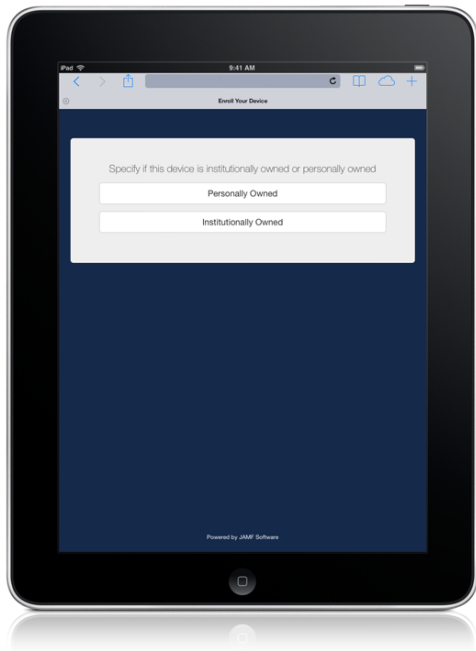 iPad 9:41 AM
Enroll Your Device
Specify if this device is institutionally owned or personally owned
Personally Owned
Institutionally Owned
Powered by JAMF Software